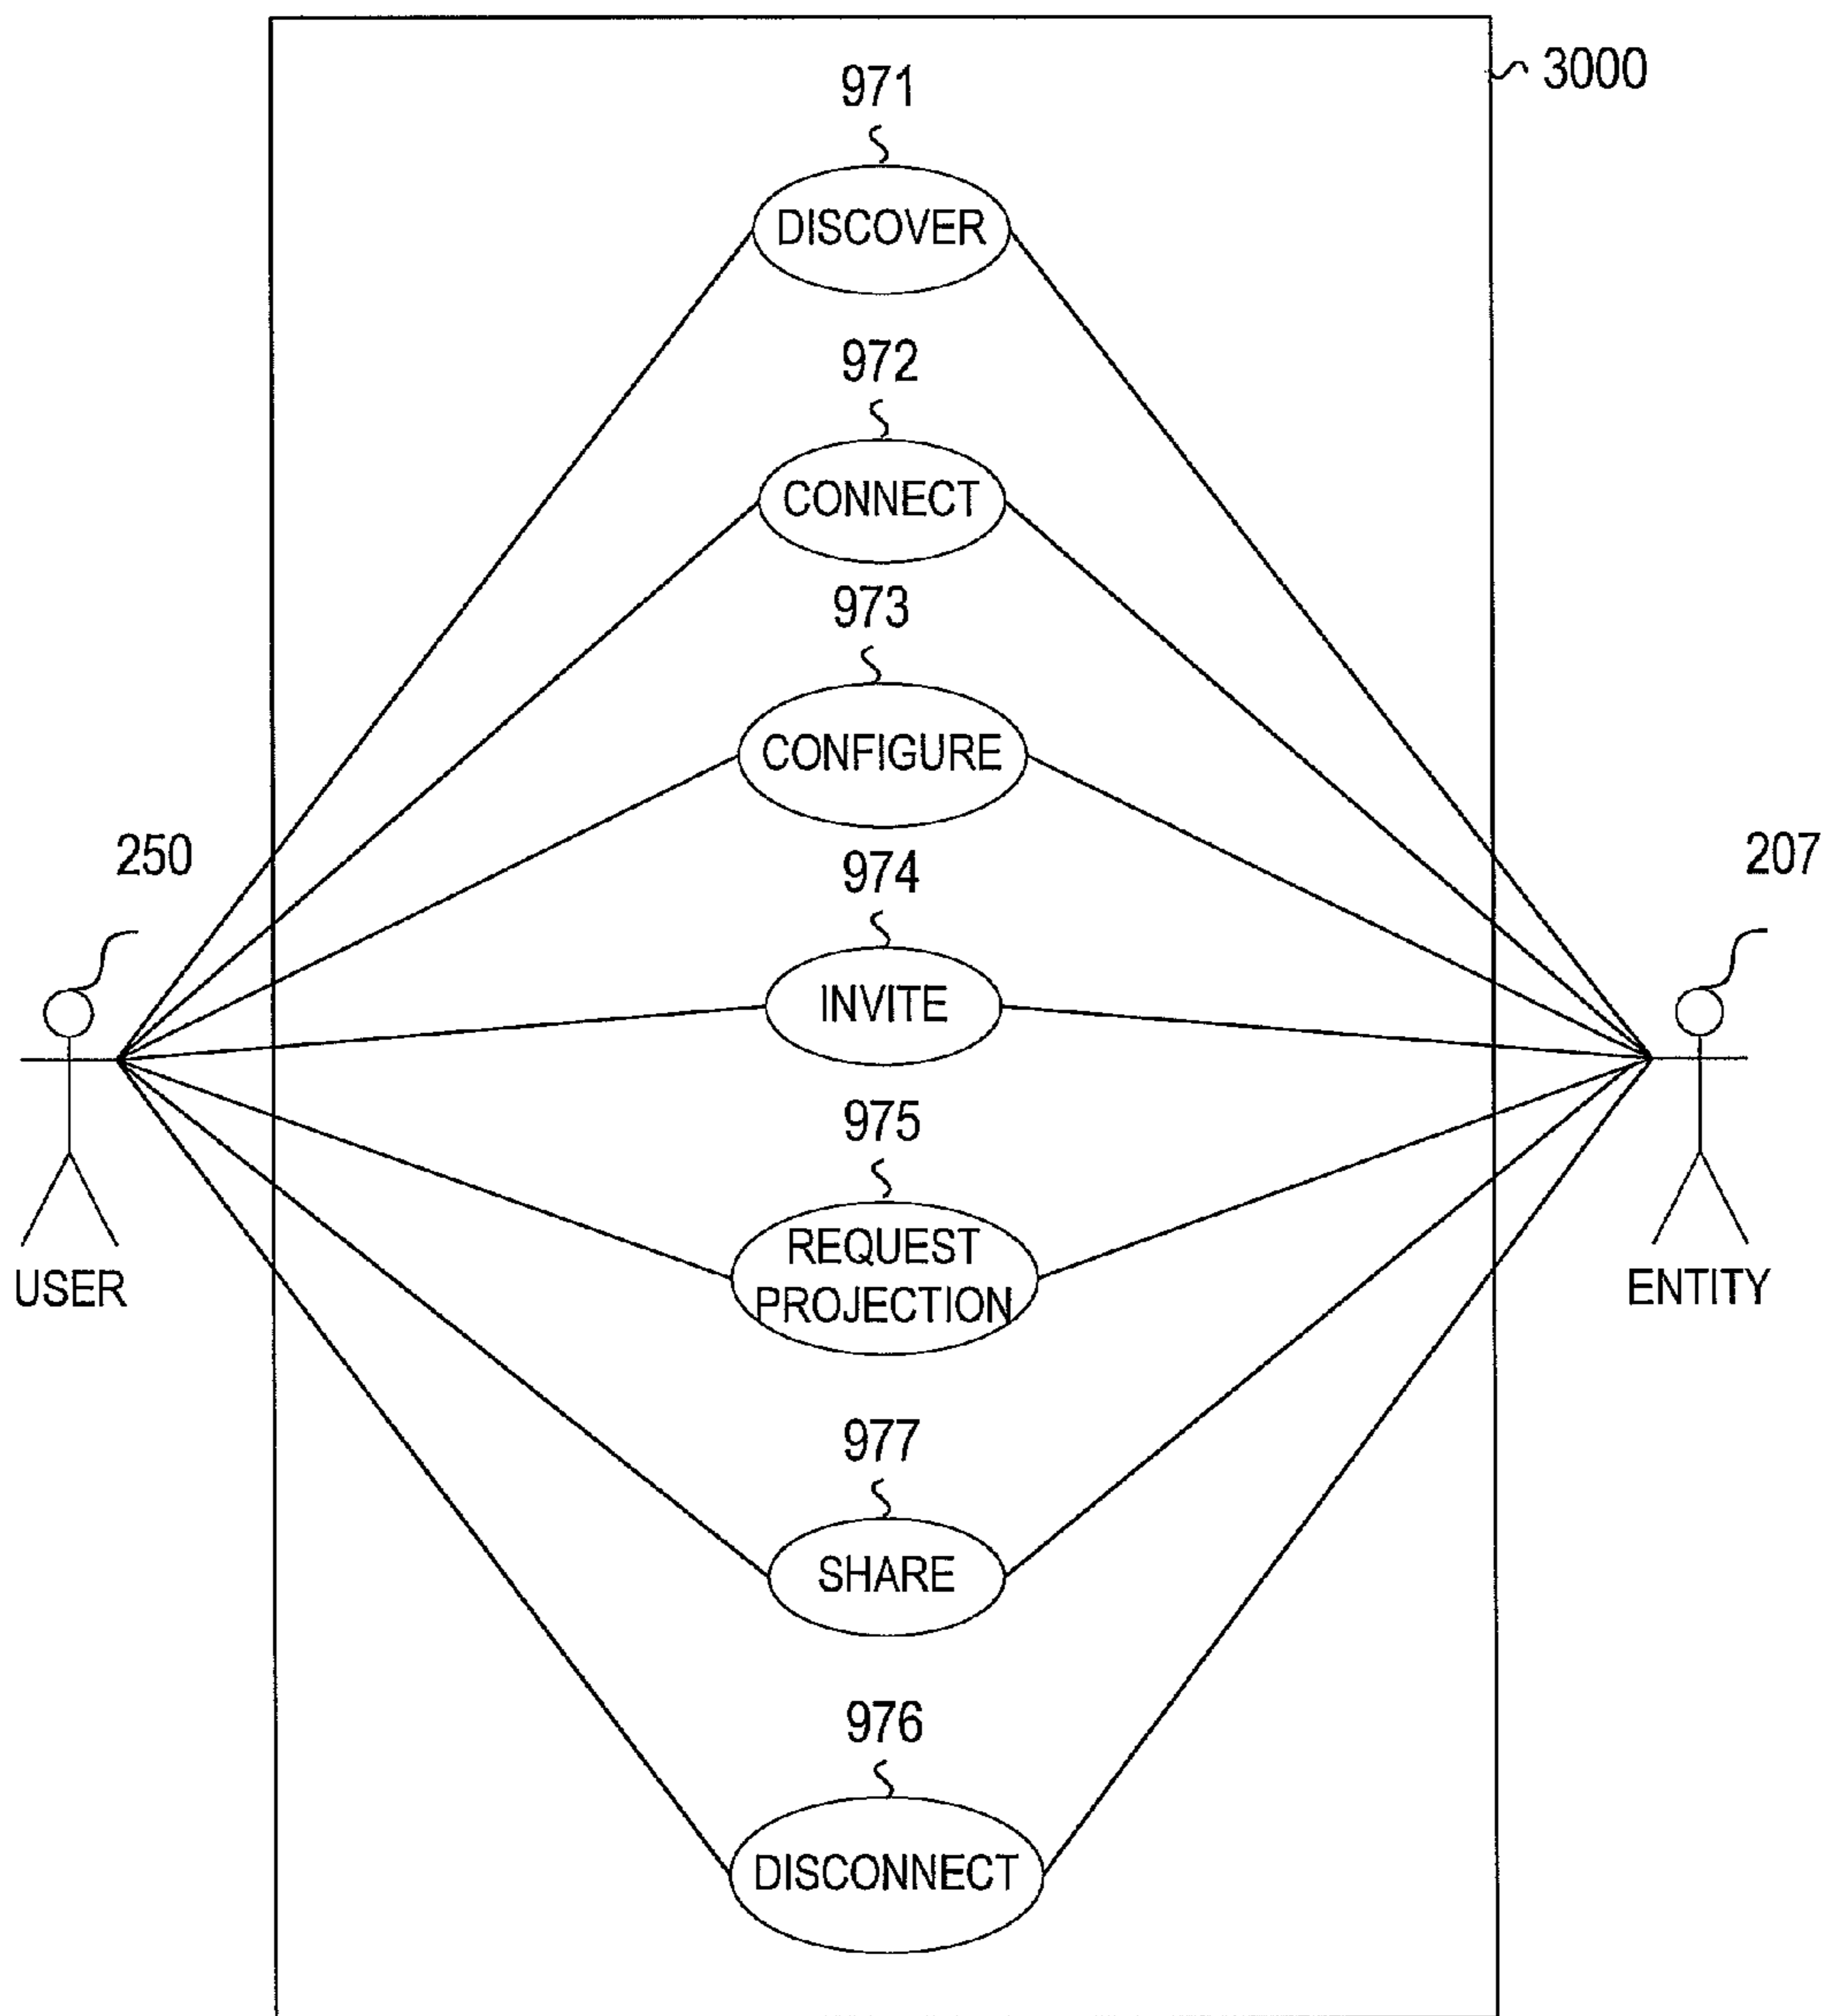 3000
971
DISCOVER
972
CONNECT
973
CONFIGURE
250
974
207
INVITE
975
REQUEST
PROJECTION
USER
ENTITY
977
SHARE
976
DISCONNECT